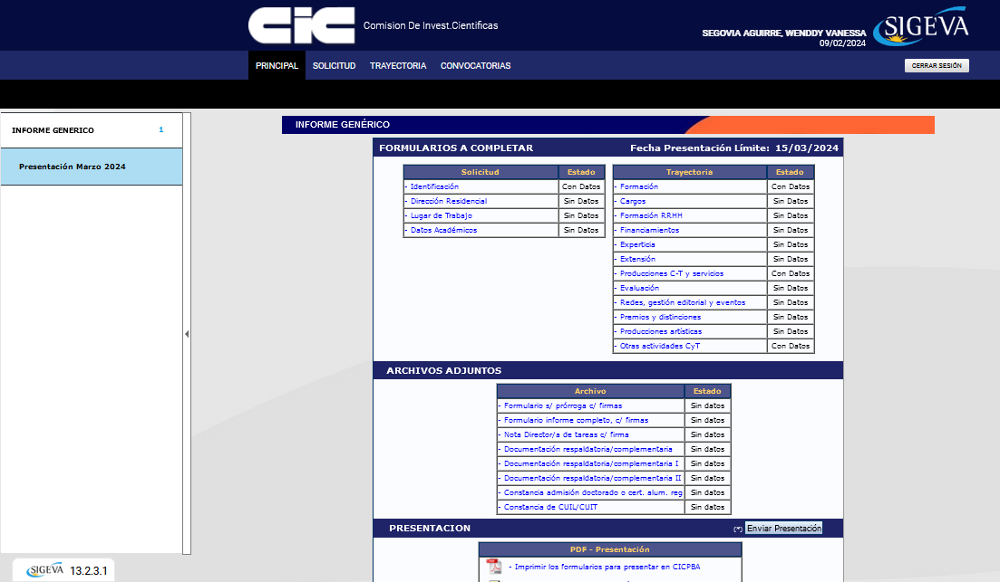 CIC Comision De Invest.Cientificas
SEGOVIA AGUIRRE, WENDDY VANESSA
09/02/2024
SIGEVA
PRINCIPAL SOLICITUD TRAYECTORIA CONVOCATORIAS
CERRAR SESIÓN
INFORME GENERICO 1
Presentación Marzo 2024
INFORME GENÉRICO
FORMULARIOS A COMPLETAR Fecha Presentación Límite: 15/03/2024
Solicitud Estado
- Identificación Con Datos
- Dirección Residencial Sin Datos
- Lugar de Trabajo Sin Datos
- Datos Académicos Sin Datos
Trayectoria Estado
- Formación Con Datos
- Cargos Sin Datos
- Formación RRHH Sin Datos
- Financiamientos Sin Datos
- Experticia Sin Datos
- Extensión Sin Datos
- Producciones C-T y servicios Con Datos
- Evaluación Sin Datos
- Redes, gestión editorial y eventos Sin Datos
- Premios y distinciones Sin Datos
- Producciones artísticas Sin Datos
- Otras actividades CyT Con Datos
ARCHIVOS ADJUNTOS
Archivo Estado
- Formulario s/ prórroga c/ firmas Sin datos
- Formulario informe completo, c/ firmas Sin datos
- Nota Director/a de tareas c/ firma Sin datos
- Documentación respaldatoria/complementaria Sin datos
- Documentación respaldatoria/complementaria I Sin datos
- Documentación respaldatoria/complementaria II Sin datos
- Constancia admisión doctorado o cert. alum. reg Sin datos
- Constancia de CUIL/CUIT Sin datos
PRESENTACION (*) Enviar Presentación
PDF - Presentación
- Imprimir los formularios para presentar en CICPBA
SIGEVA 13.2.3.1